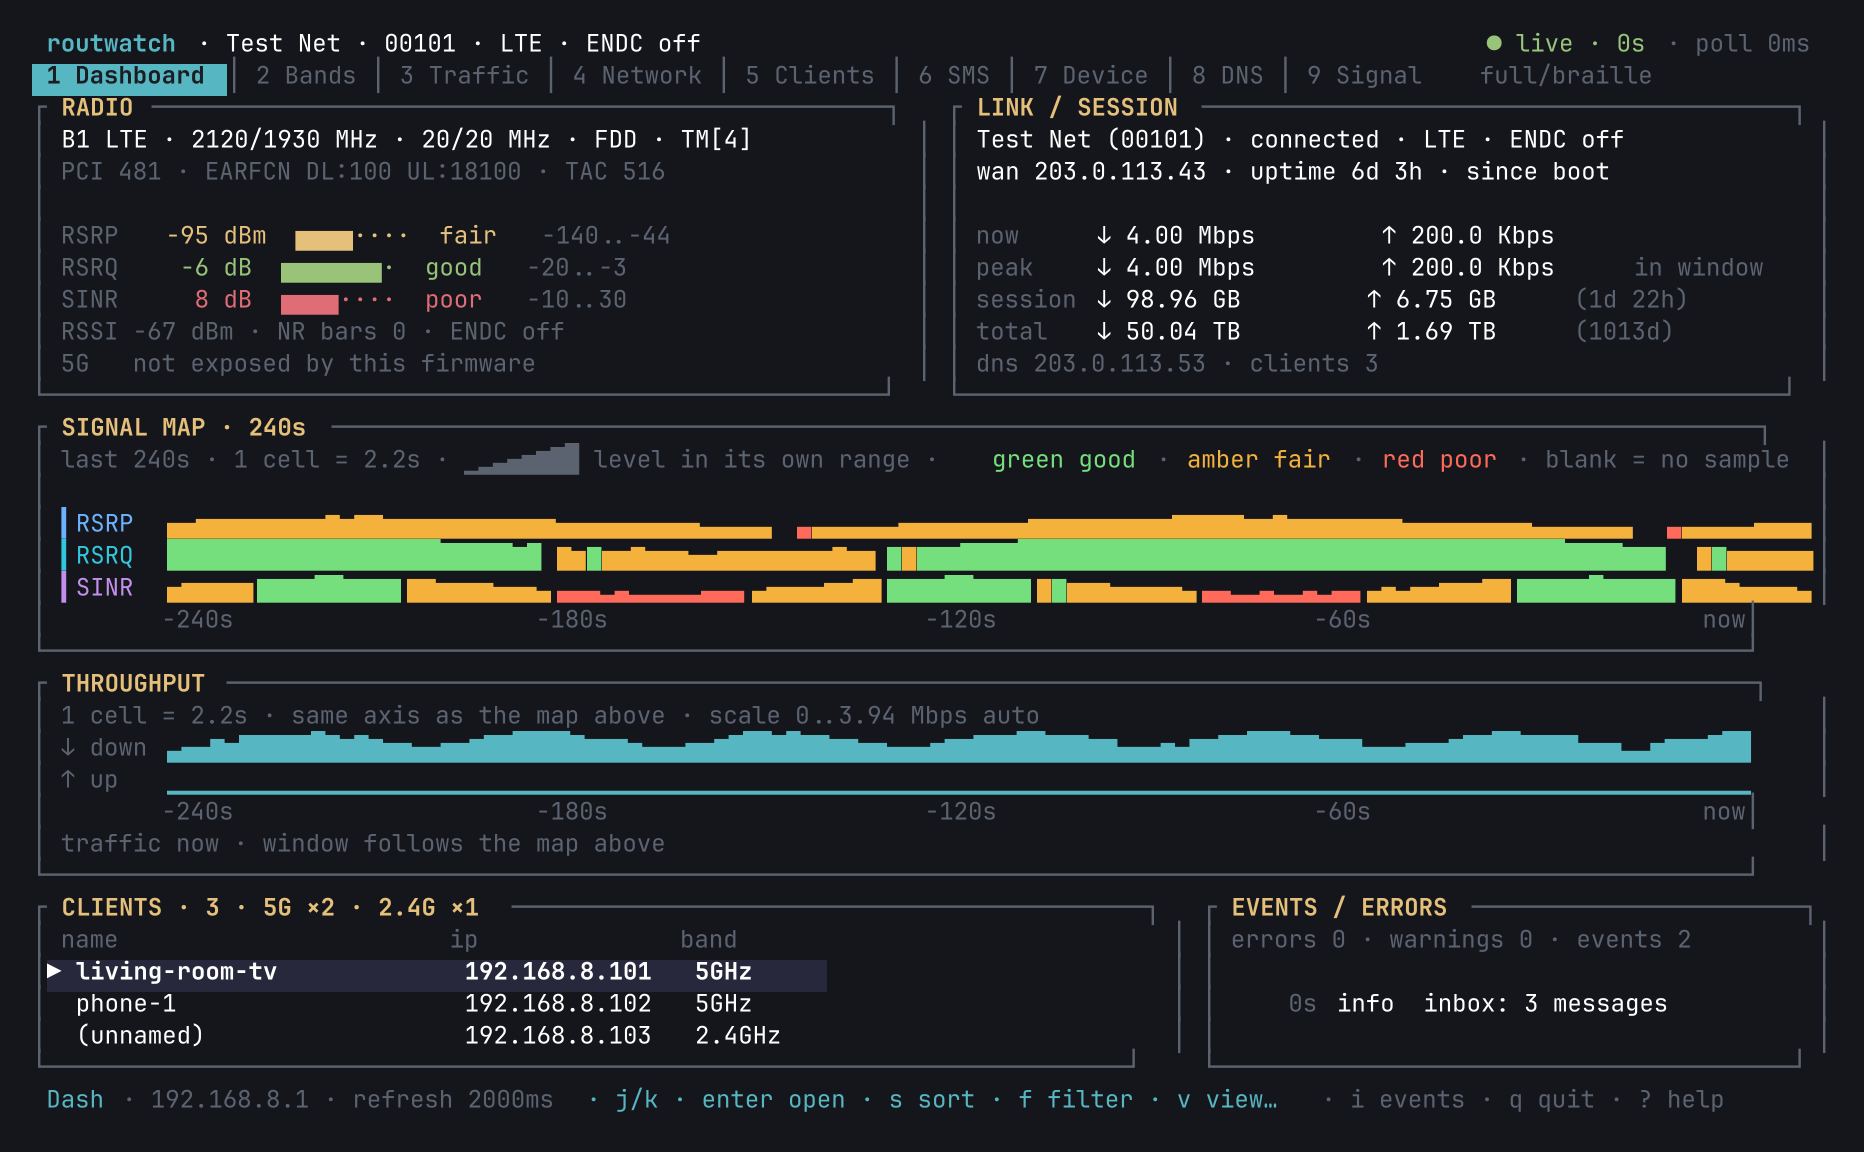 routwatch · Test Net · 00101 · LTE · ENDC off ● live · 0s · poll 0ms
1 Dashboard │ 2 Bands │ 3 Traffic │ 4 Network │ 5 Clients │ 6 SMS │ 7 Device │ 8 DNS │ 9 Signal full/braille
RADIO
B1 LTE · 2120/1930 MHz · 20/20 MHz · FDD · TM[4]
PCI 481 · EARFCN DL:100 UL:18100 · TAC 516
RSRP -95 dBm ···· fair -140..-44
RSRQ -6 dB · good -20..-3
SINR 8 dB ···· poor -10..30
RSSI -67 dBm · NR bars 0 · ENDC off
5G not exposed by this firmware
LINK / SESSION
Test Net (00101) · connected · LTE · ENDC off
wan 203.0.113.43 · uptime 6d 3h · since boot
now ↓ 4.00 Mbps ↑ 200.0 Kbps
peak ↓ 4.00 Mbps ↑ 200.0 Kbps in window
session ↓ 98.96 GB ↑ 6.75 GB (1d 22h)
total ↓ 50.04 TB ↑ 1.69 TB (1013d)
dns 203.0.113.53 · clients 3
SIGNAL MAP · 240s
last 240s · 1 cell = 2.2s · level in its own range · green good · amber fair · red poor · blank = no sample
RSRP
RSRQ
SINR
-240s -180s -120s -60s now
THROUGHPUT
1 cell = 2.2s · same axis as the map above · scale 0..3.94 Mbps auto
↓ down
↑ up
-240s -180s -120s -60s now
traffic now · window follows the map above
CLIENTS · 3 · 5G ×2 · 2.4G ×1
name ip band
▶ living-room-tv 192.168.8.101 5GHz
phone-1 192.168.8.102 5GHz
(unnamed) 192.168.8.103 2.4GHz
EVENTS / ERRORS
errors 0 · warnings 0 · events 2
0s info inbox: 3 messages
Dash · 192.168.8.1 · refresh 2000ms · j/k · enter open · s sort · f filter · v view… · i events · q quit · ? help